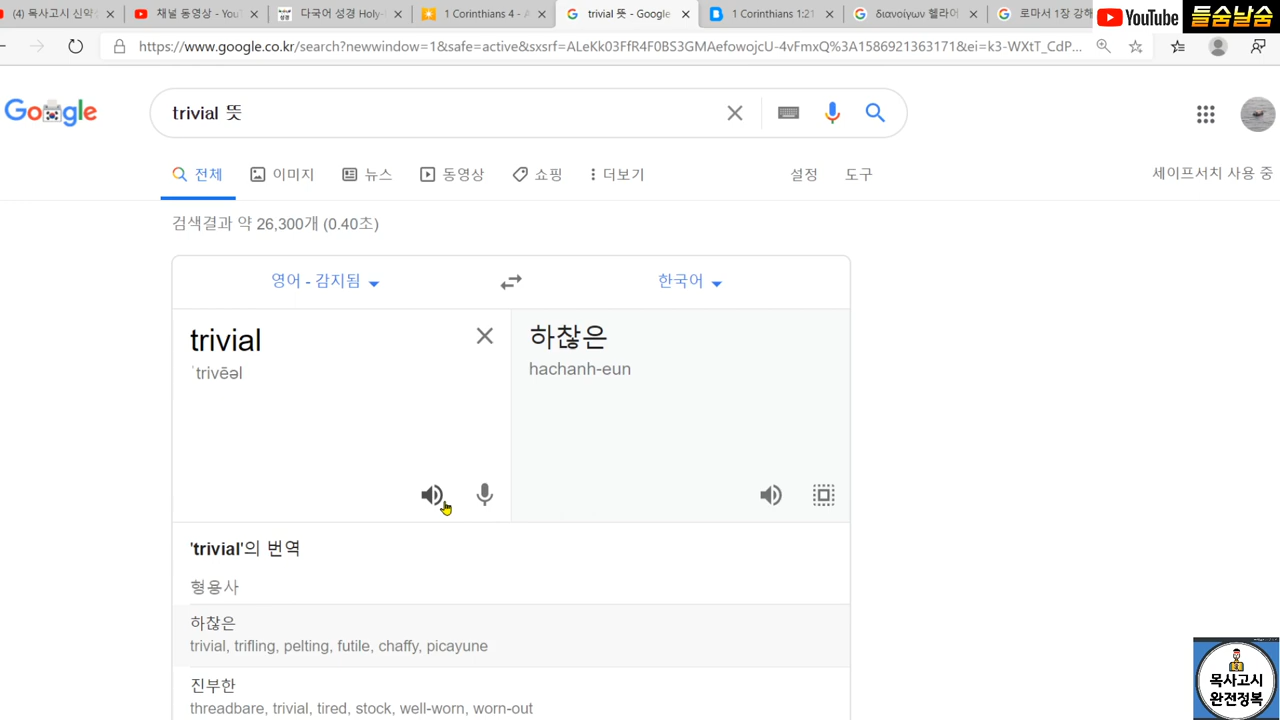 (4) 목사고시 신약
채널 동영상 - You
다국어 성경 Holy-
1 Corinthian
trivial 뜻 - Google
1 Corinthians 1:2
διανοίγων 헬라어
로마서 1장 강해
YouTube
들숨날숨
https://www.google.co.kr/search?newwindow=1&safe=active&sxsrf=ALeKk03FfR4F0BS3GMAefowojcU-4vFmxQ%3A1586921363171&ei=k3-WXtT_CdP...
Google
trivial 뜻
전체
이미지
뉴스
동영상
쇼핑
더보기
설정
도구
세이프서치 사용 중
검색결과 약 26,300개 (0.40초)
영어 - 감지됨
한국어
trivial
하찮은
ˈtrivēəl
hachanh-eun
'trivial'의 번역
형용사
하찮은
trivial, trifling, pelting, futile, chaffy, picayune
진부한
threadbare, trivial, tired, stock, well-worn, worn-out
목사고시
완전정복